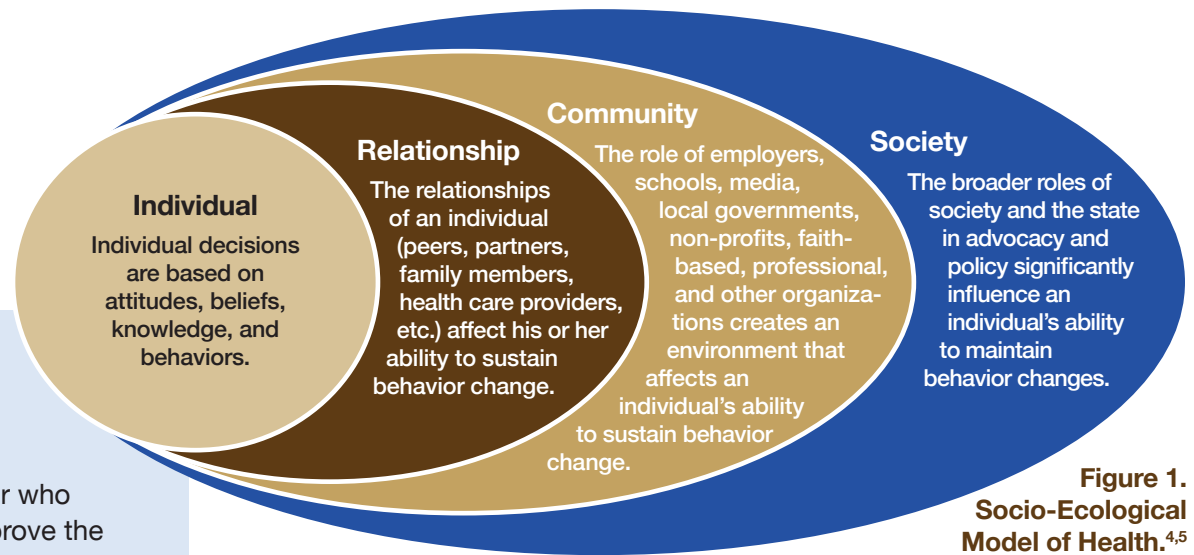 Individual
Individual decisions
are based on
attitudes, beliefs,
knowledge, and
behaviors.
Relationship
The relationships
of an individual
(peers, partners,
family members,
health care providers,
etc.) affect his or her
ability to sustain
behavior change.
Community
The role of employers,
schools, media,
local governments,
non-profits, faith-
based, professional,
and other organiza-
tions creates an
environment that
affects an
individual’s ability
to sustain behavior
change.
Society
The broader roles of
society and the state
in advocacy and
policy significantly
influence an
individual’s ability
to maintain
behavior changes.
r who
prove the
Figure 1.
Socio-Ecological
Model of Health.4,5